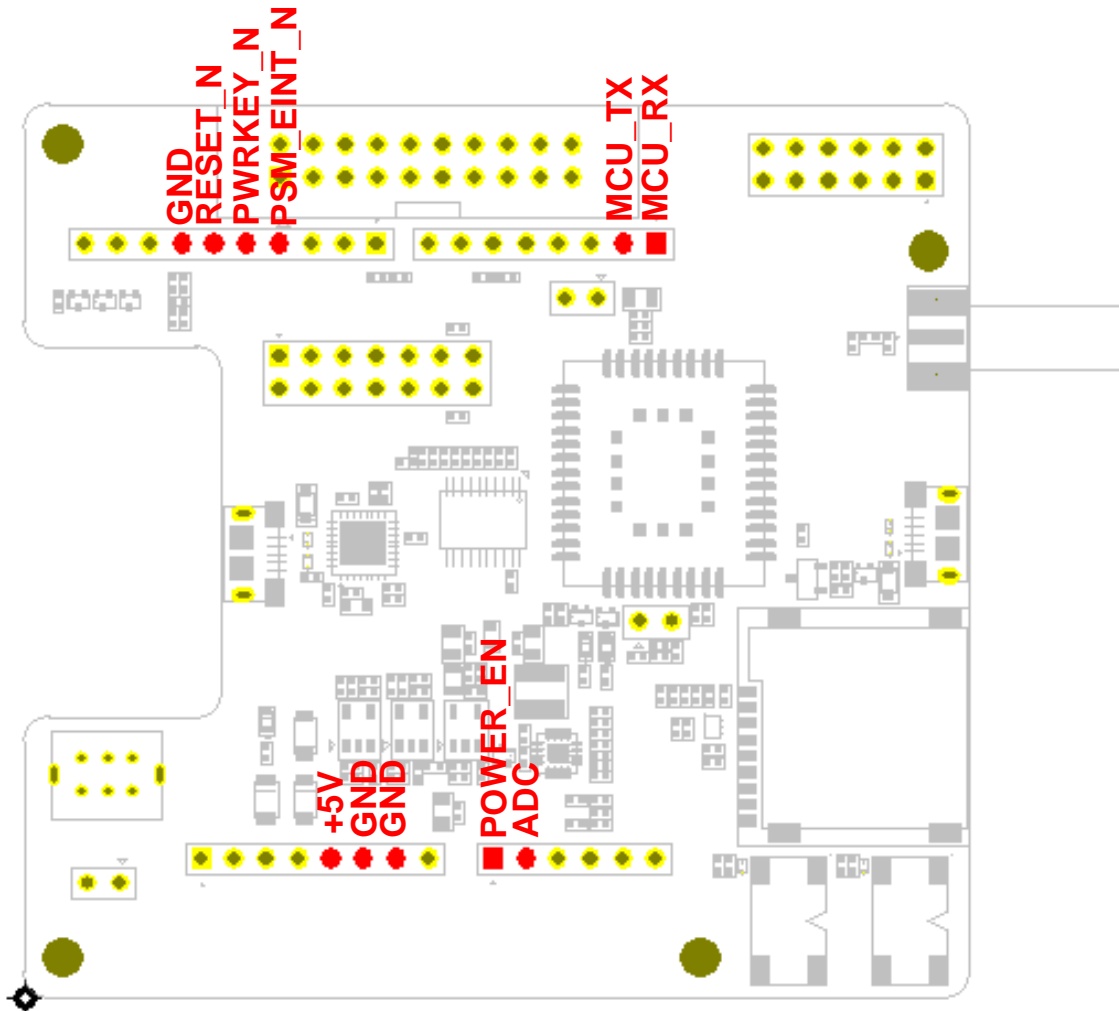 GND
RESET_N
PWRKEY_N
PSM_EINT_N
MCU_TX
MCU_RX
+5V
GND
GND
POWER_EN
ADC